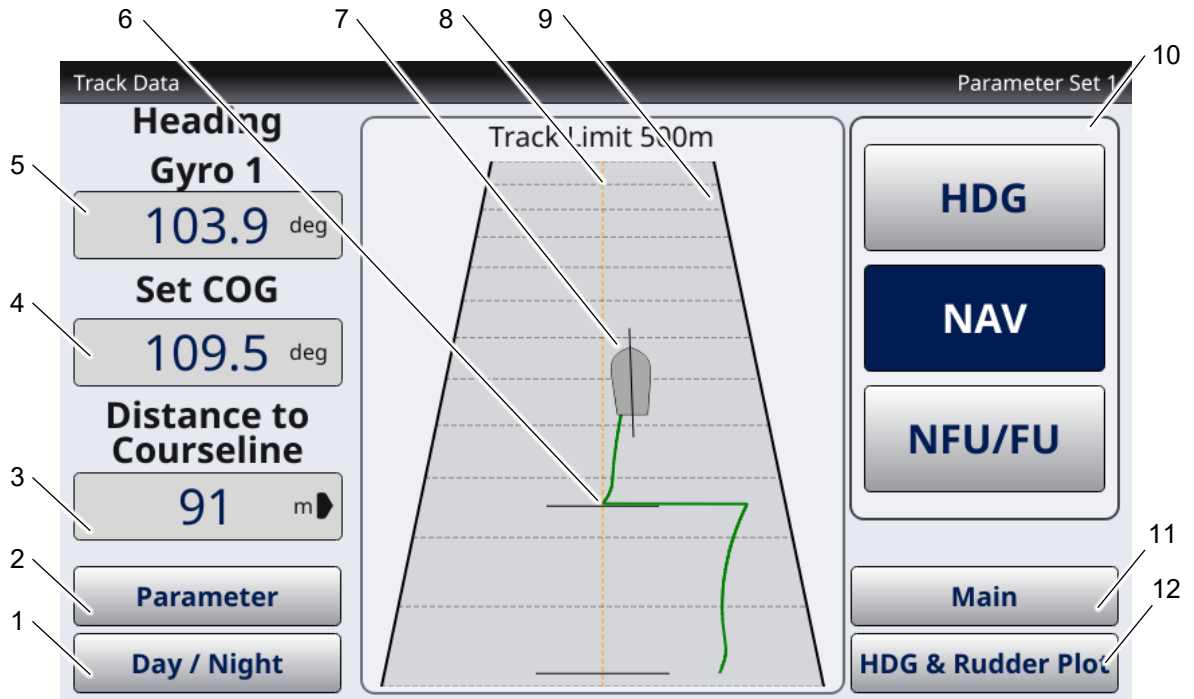 6
7
8
9
10
Track Data
Parameter Set 1
Heading
Gyro 1
5
103.9 deg
Set COG
4
109.5 deg
Distance to
Courseline
3
91 m
2
Parameter
1
Day / Night
Track Limit 500m
HDG
NAV
NFU/FU
11
Main
12
HDG & Rudder Plot